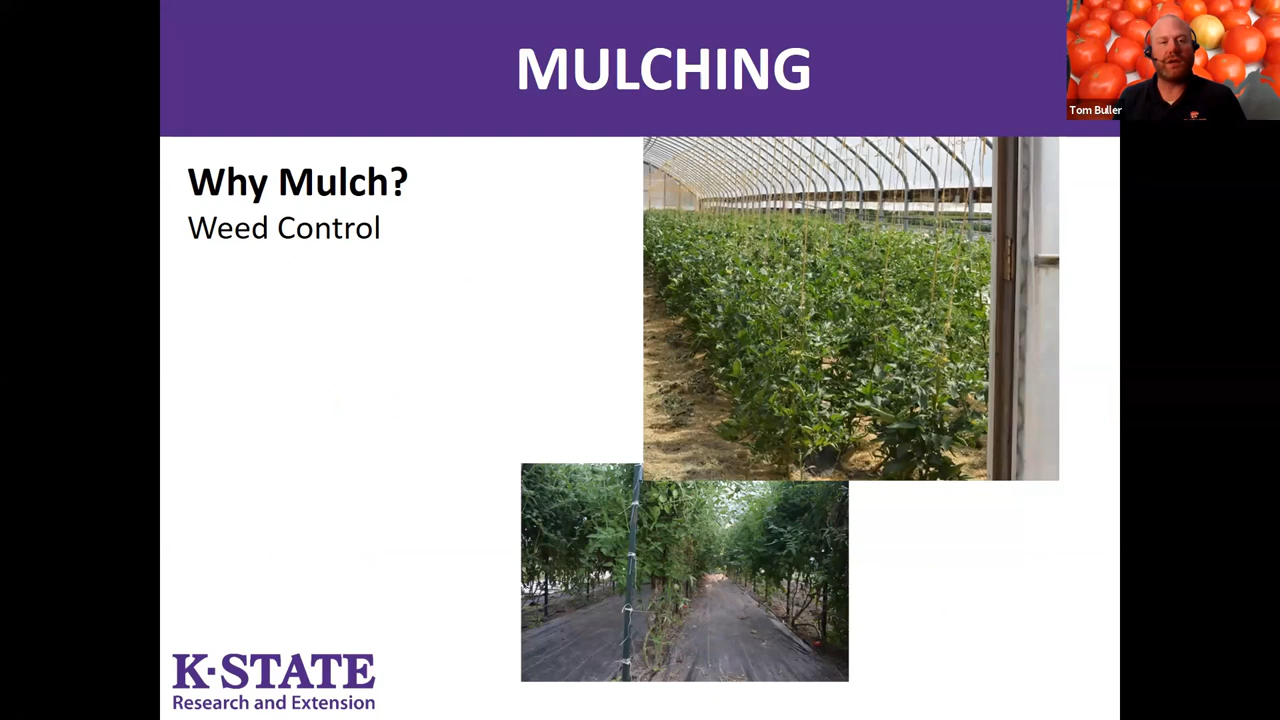 MULCHING
Tom Buller
Why Mulch?
Weed Control
K-STATE
Research and Extension